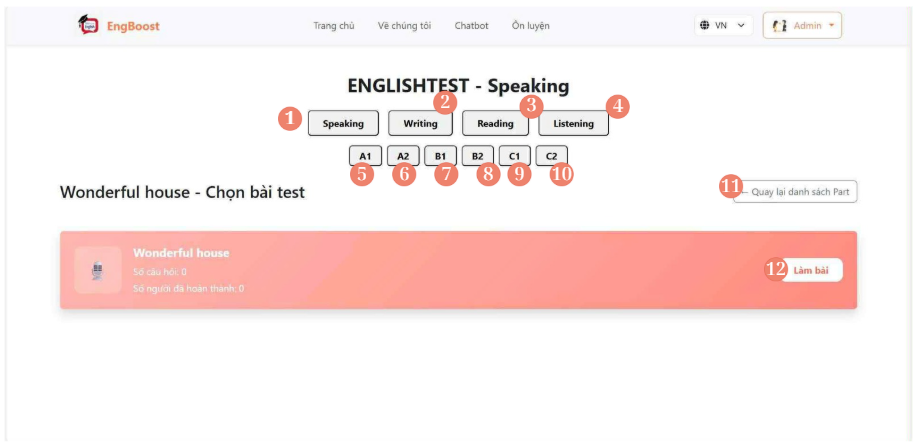 EngBoost Trang chủ Về chúng tôi Chatbot Ôn luyện VN Admin
ENGLISHTEST - Speaking
1 Speaking 2 Writing 3 Reading 4 Listening
A1 A2 B1 B2 C1 C2
5 6 7 8 9 10
Wonderful house - Chọn bài test
11 ← Quay lại danh sách Part
Wonderful house
Số câu hỏi: 0
Số người đã hoàn thành: 0
12 Làm bài